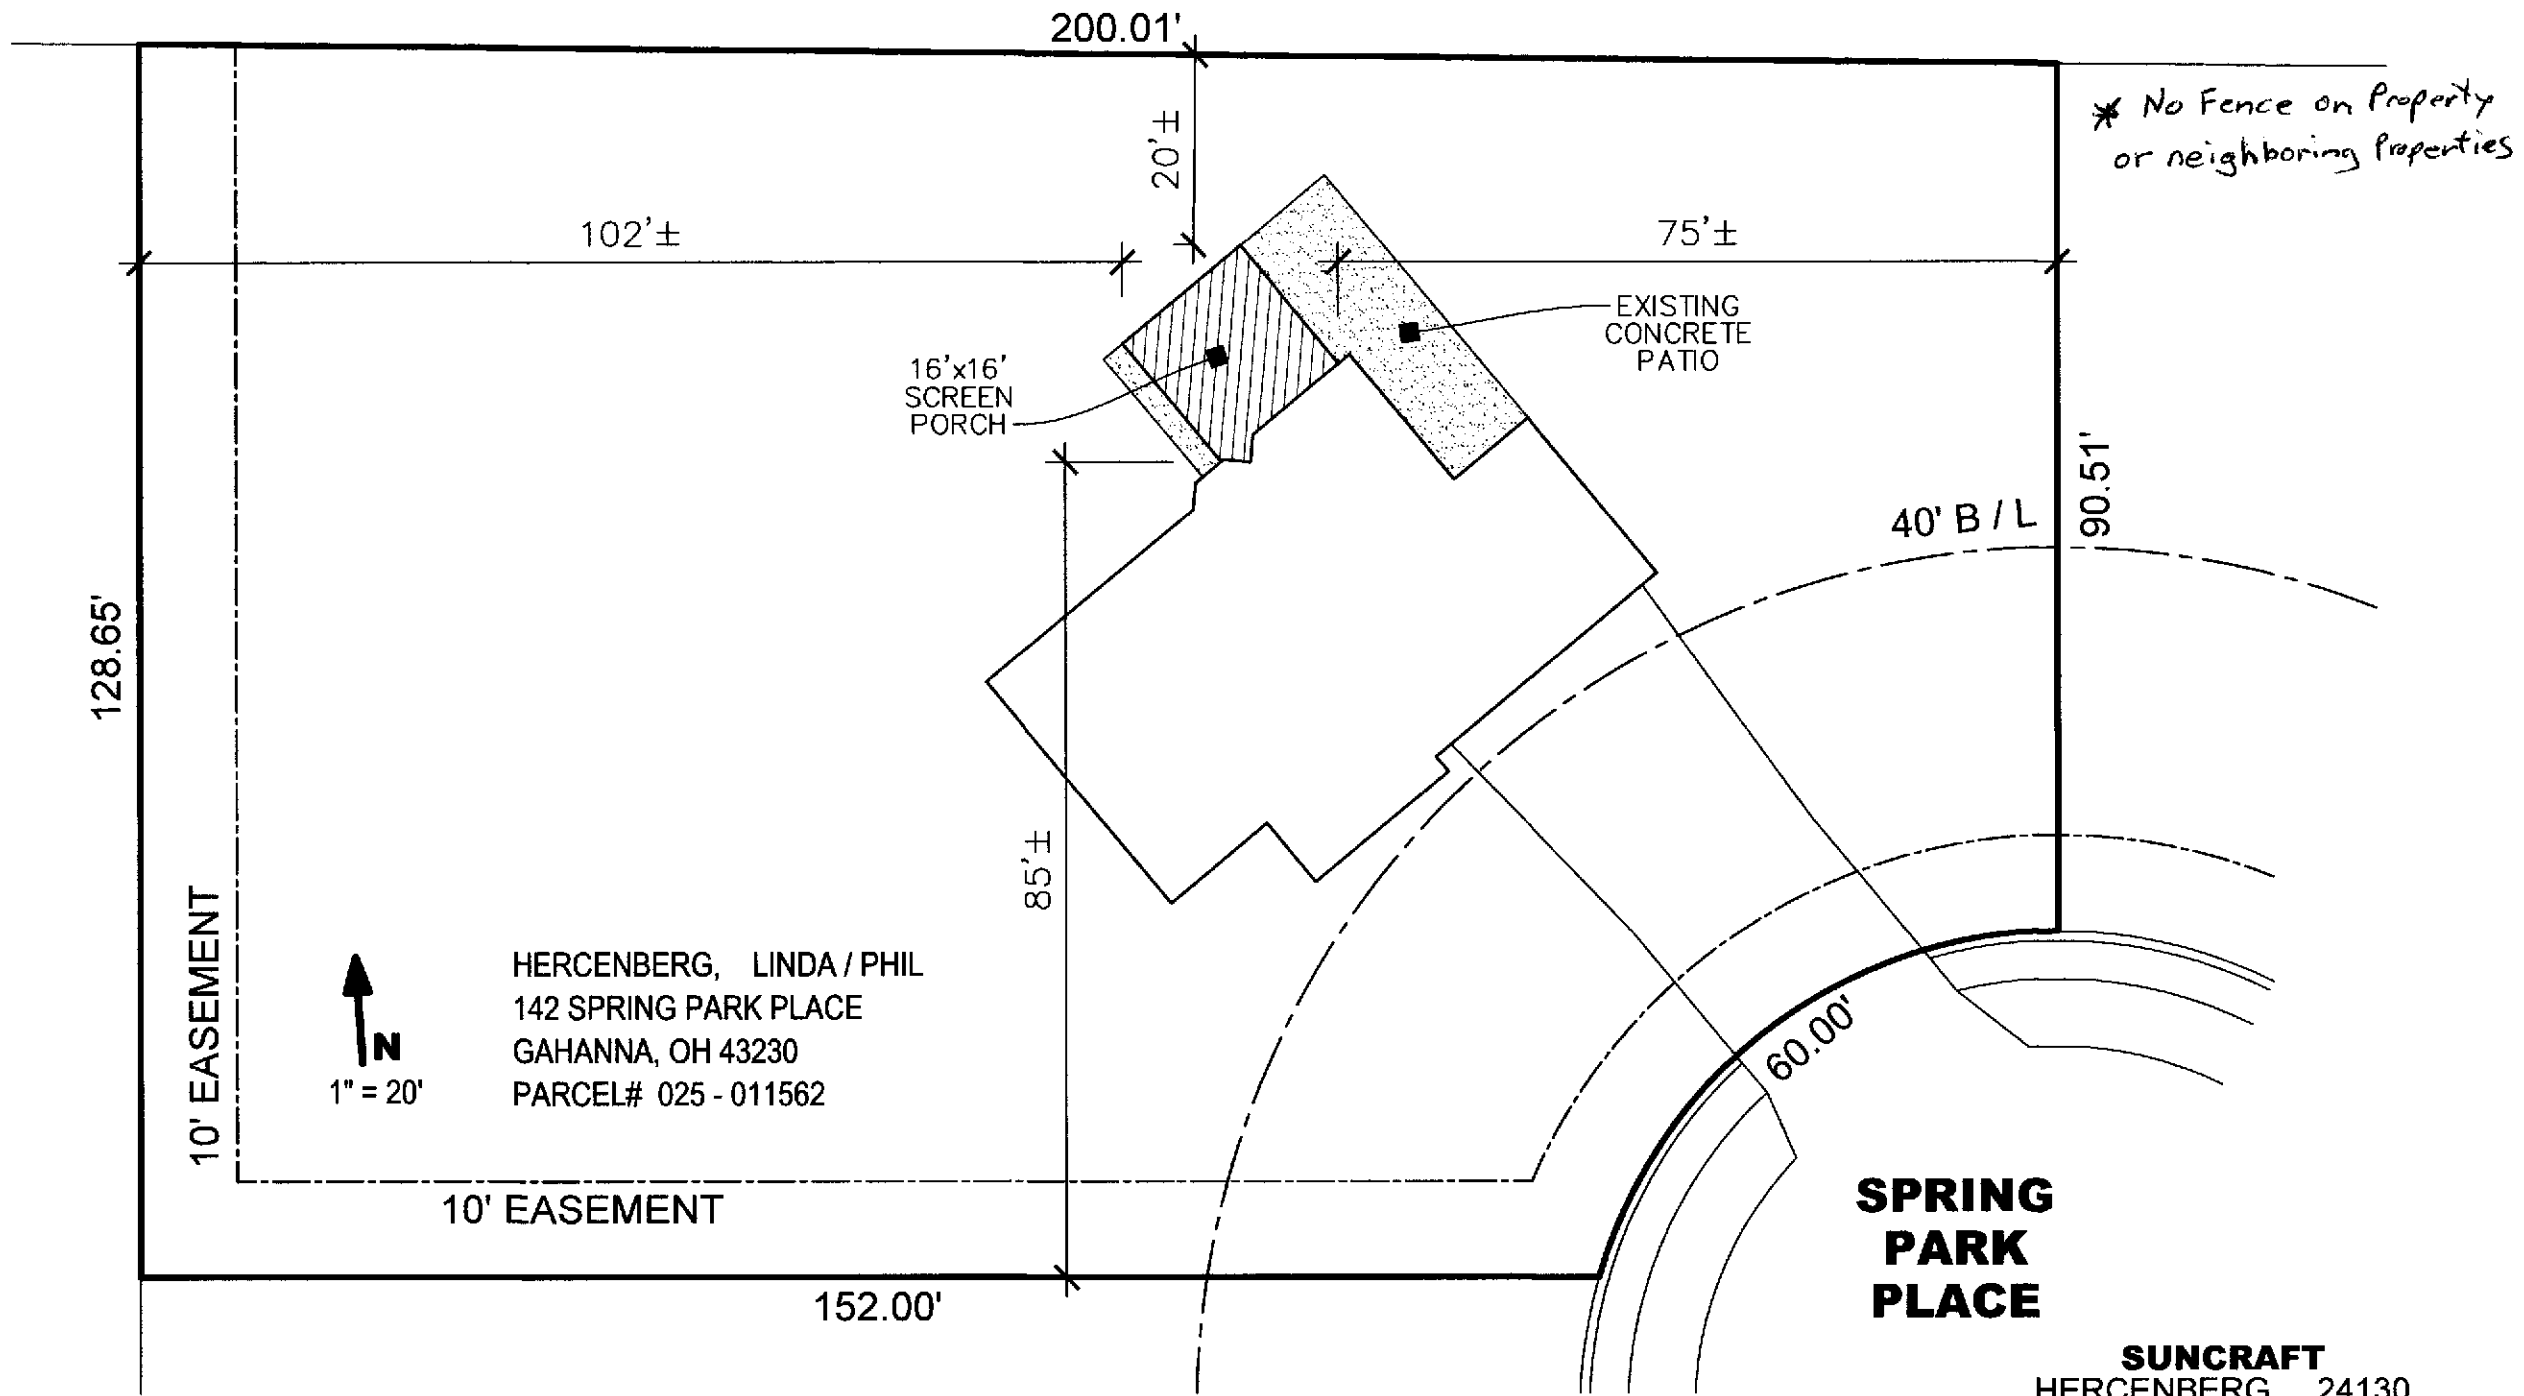 200.01'
* No Fence on Property
or neighboring Properties
20'±
102'±
75'±
EXISTING
CONCRETE
PATIO
16'x16'
SCREEN
PORCH
90.51'
40' B / L
128.65'
85'±
10' EASEMENT
N
1" = 20'
HERCENBERG, LINDA / PHIL
142 SPRING PARK PLACE
GAHANNA, OH 43230
PARCEL# 025 - 011562
60.00'
10' EASEMENT
152.00'
SPRING
PARK
PLACE
SUNCRAFT
HERCENBERG 24130